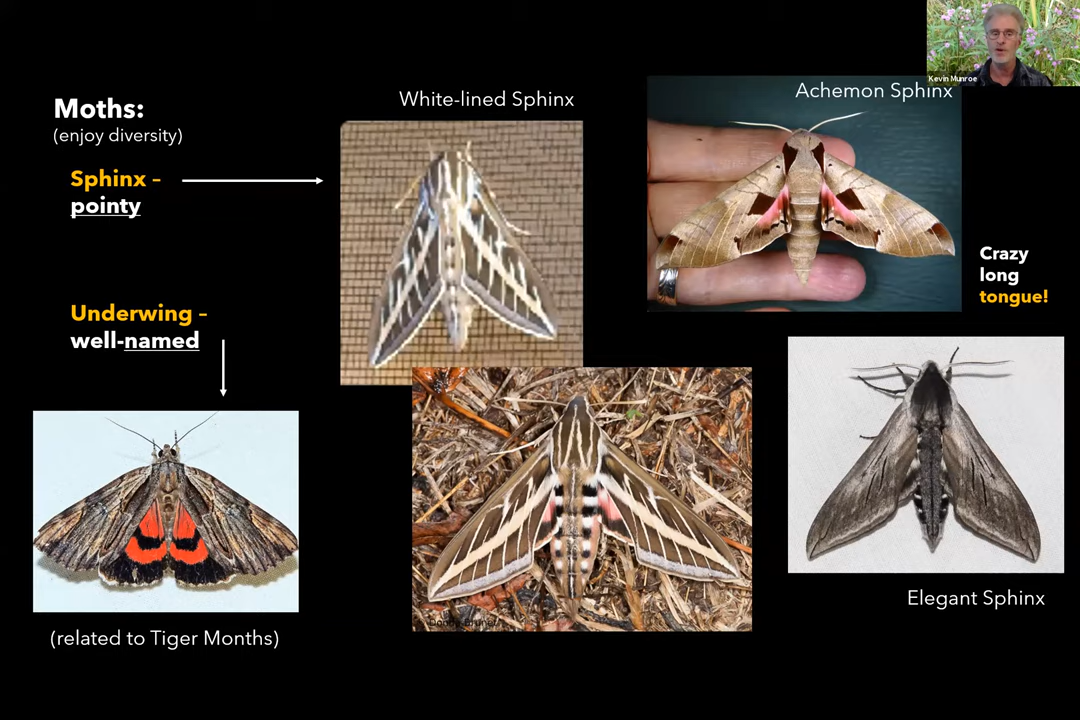 Kevin Munroe
Moths:
(enjoy diversity)
Sphinx –
pointy
Underwing –
well-named
(related to Tiger Months)
White-lined Sphinx
Achemon Sphinx
Crazy
long
tongue!
Elegant Sphinx